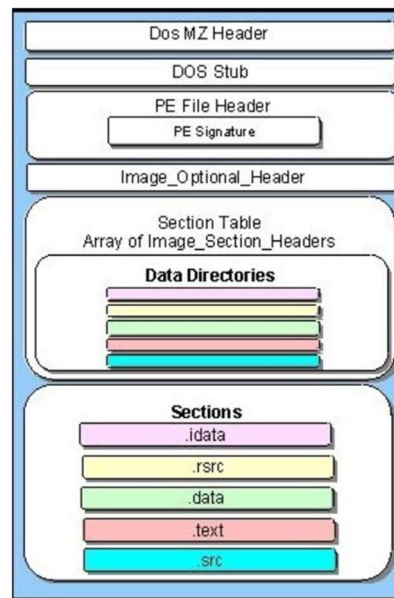 Dos MZ Header
DOS Stub
PE File Header
PE Signature
Image_Optional_Header
Section Table
Array of Image_Section_Headers
Data Directories
Sections
.idata
.rsrc
.data
.text
.src